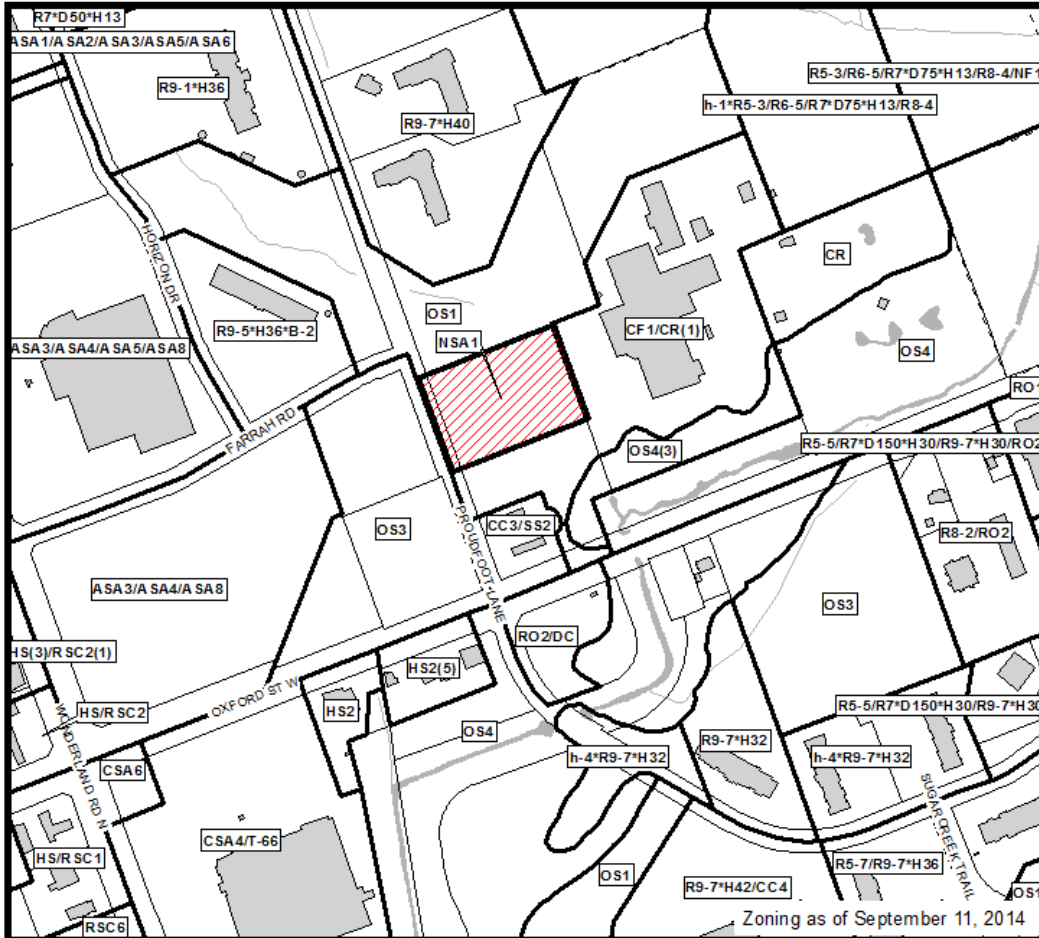 R7*D50*H13
ASA1/ASA2/ASA3/ASA5/ASA6
R9-1*H36
R9-7*H40
R5-3/R6-5/R7*D75*H13/R8-4/NF1
h-1*R5-3/R6-5/R7*D75*H13/R8-4
HORIZON DR
CR
OS1
NSA1
R9-5*H36*B-2
CF1/CR(1)
ASA3/ASA4/ASA5/ASA8
OS4
RO1
FARRAH RD
OS4(3)
R5-5/R7*D150*H30/R9-7*H30/RO2
OS3
CC3/SS2
PROUDFOOT LANE
R8-2/RO2
ASA3/ASA4/ASA8
OS3
RO2/DC
HS(3)/RSC2(1)
HS2(5)
HS/RSC2
OXFORD ST W
HS2
R5-5/R7*D150*H30/R9-7*H30
OS4
R9-7*H32
h-4*R9-7*H32
h-4*R9-7*H32
WONDERLAND RD N
CSA6
SUGARCREEK TRAIL
CSA4/T-66
HS/RSC1
R5-7/R9-7*H36
OS1
R9-7*H42/CC4
OS1
RSC6
Zoning as of September 11, 2014